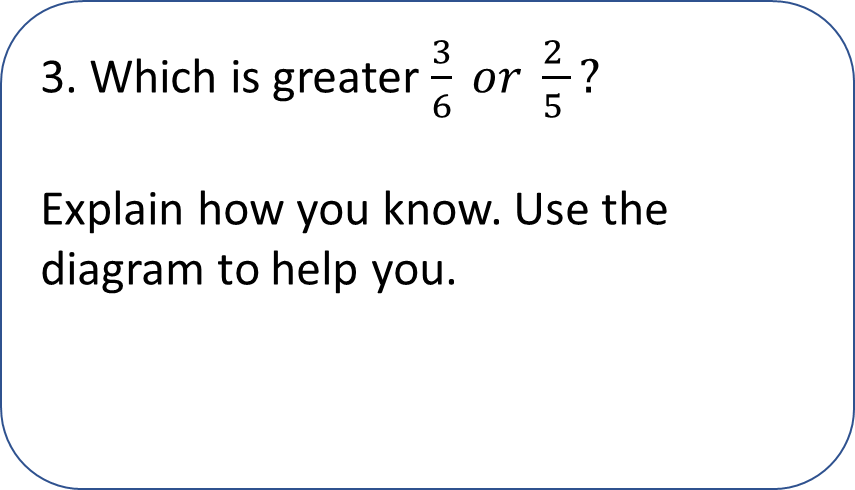 3. Which is greater 3/6 or 2/5?
Explain how you know. Use the
diagram to help you.